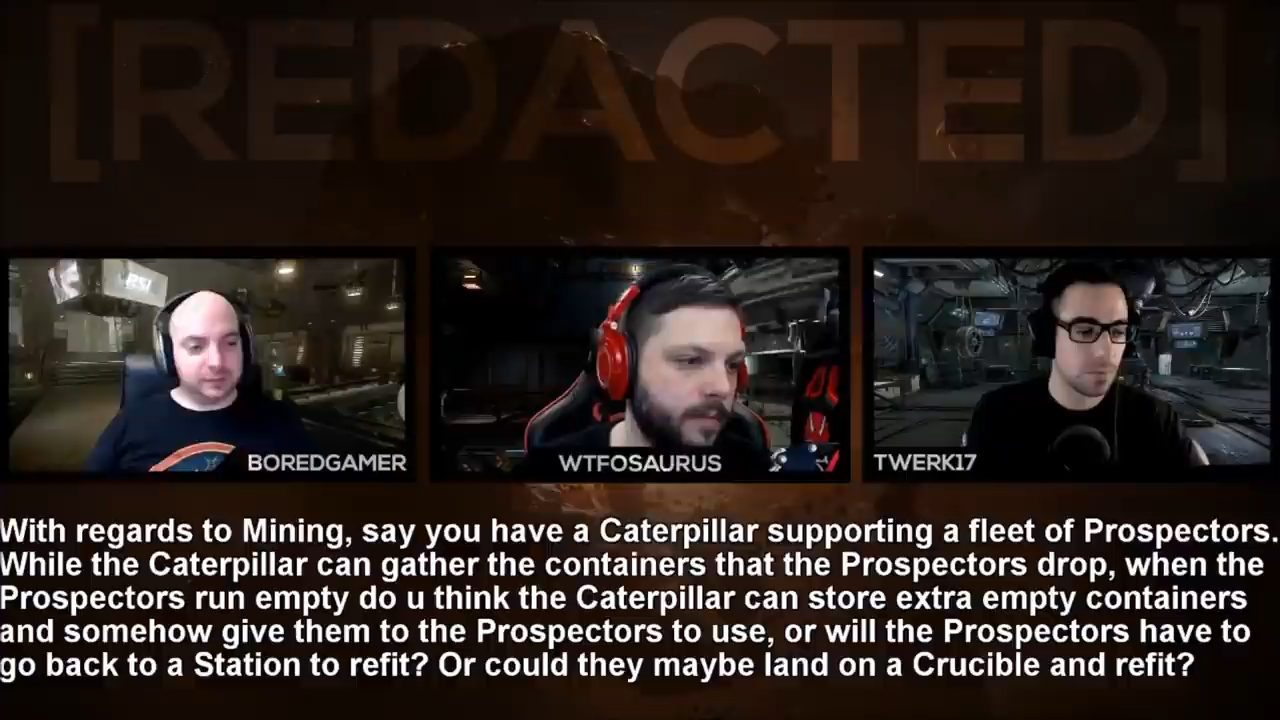 [REDACTED]
BOREDGAMER
WTFOSAURUS
TWERK17
With regards to Mining, say you have a Caterpillar supporting a fleet of Prospectors.
While the Caterpillar can gather the containers that the Prospectors drop, when the
Prospectors run empty do u think the Caterpillar can store extra empty containers
and somehow give them to the Prospectors to use, or will the Prospectors have to
go back to a Station to refit? Or could they maybe land on a Crucible and refit?